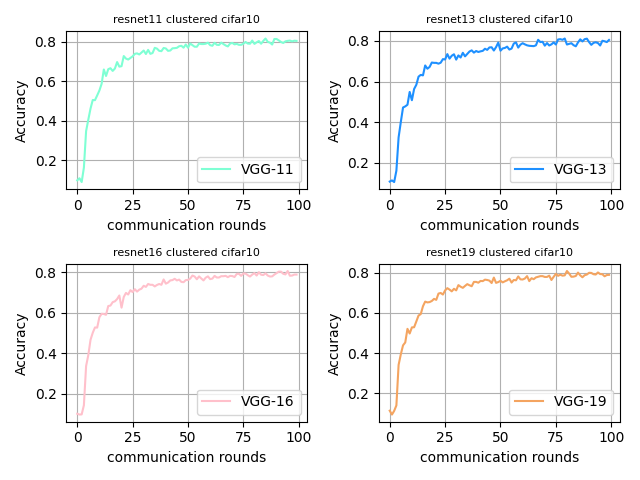 resnet11 clustered cifar10
Accuracy
0.8
0.6
0.4
0.2
VGG-11
0 25 50 75 100
communication rounds
resnet13 clustered cifar10
Accuracy
0.8
0.6
0.4
0.2
VGG-13
0 25 50 75 100
communication rounds
resnet16 clustered cifar10
Accuracy
0.8
0.6
0.4
0.2
VGG-16
0 25 50 75 100
communication rounds
resnet19 clustered cifar10
Accuracy
0.8
0.6
0.4
0.2
VGG-19
0 25 50 75 100
communication rounds